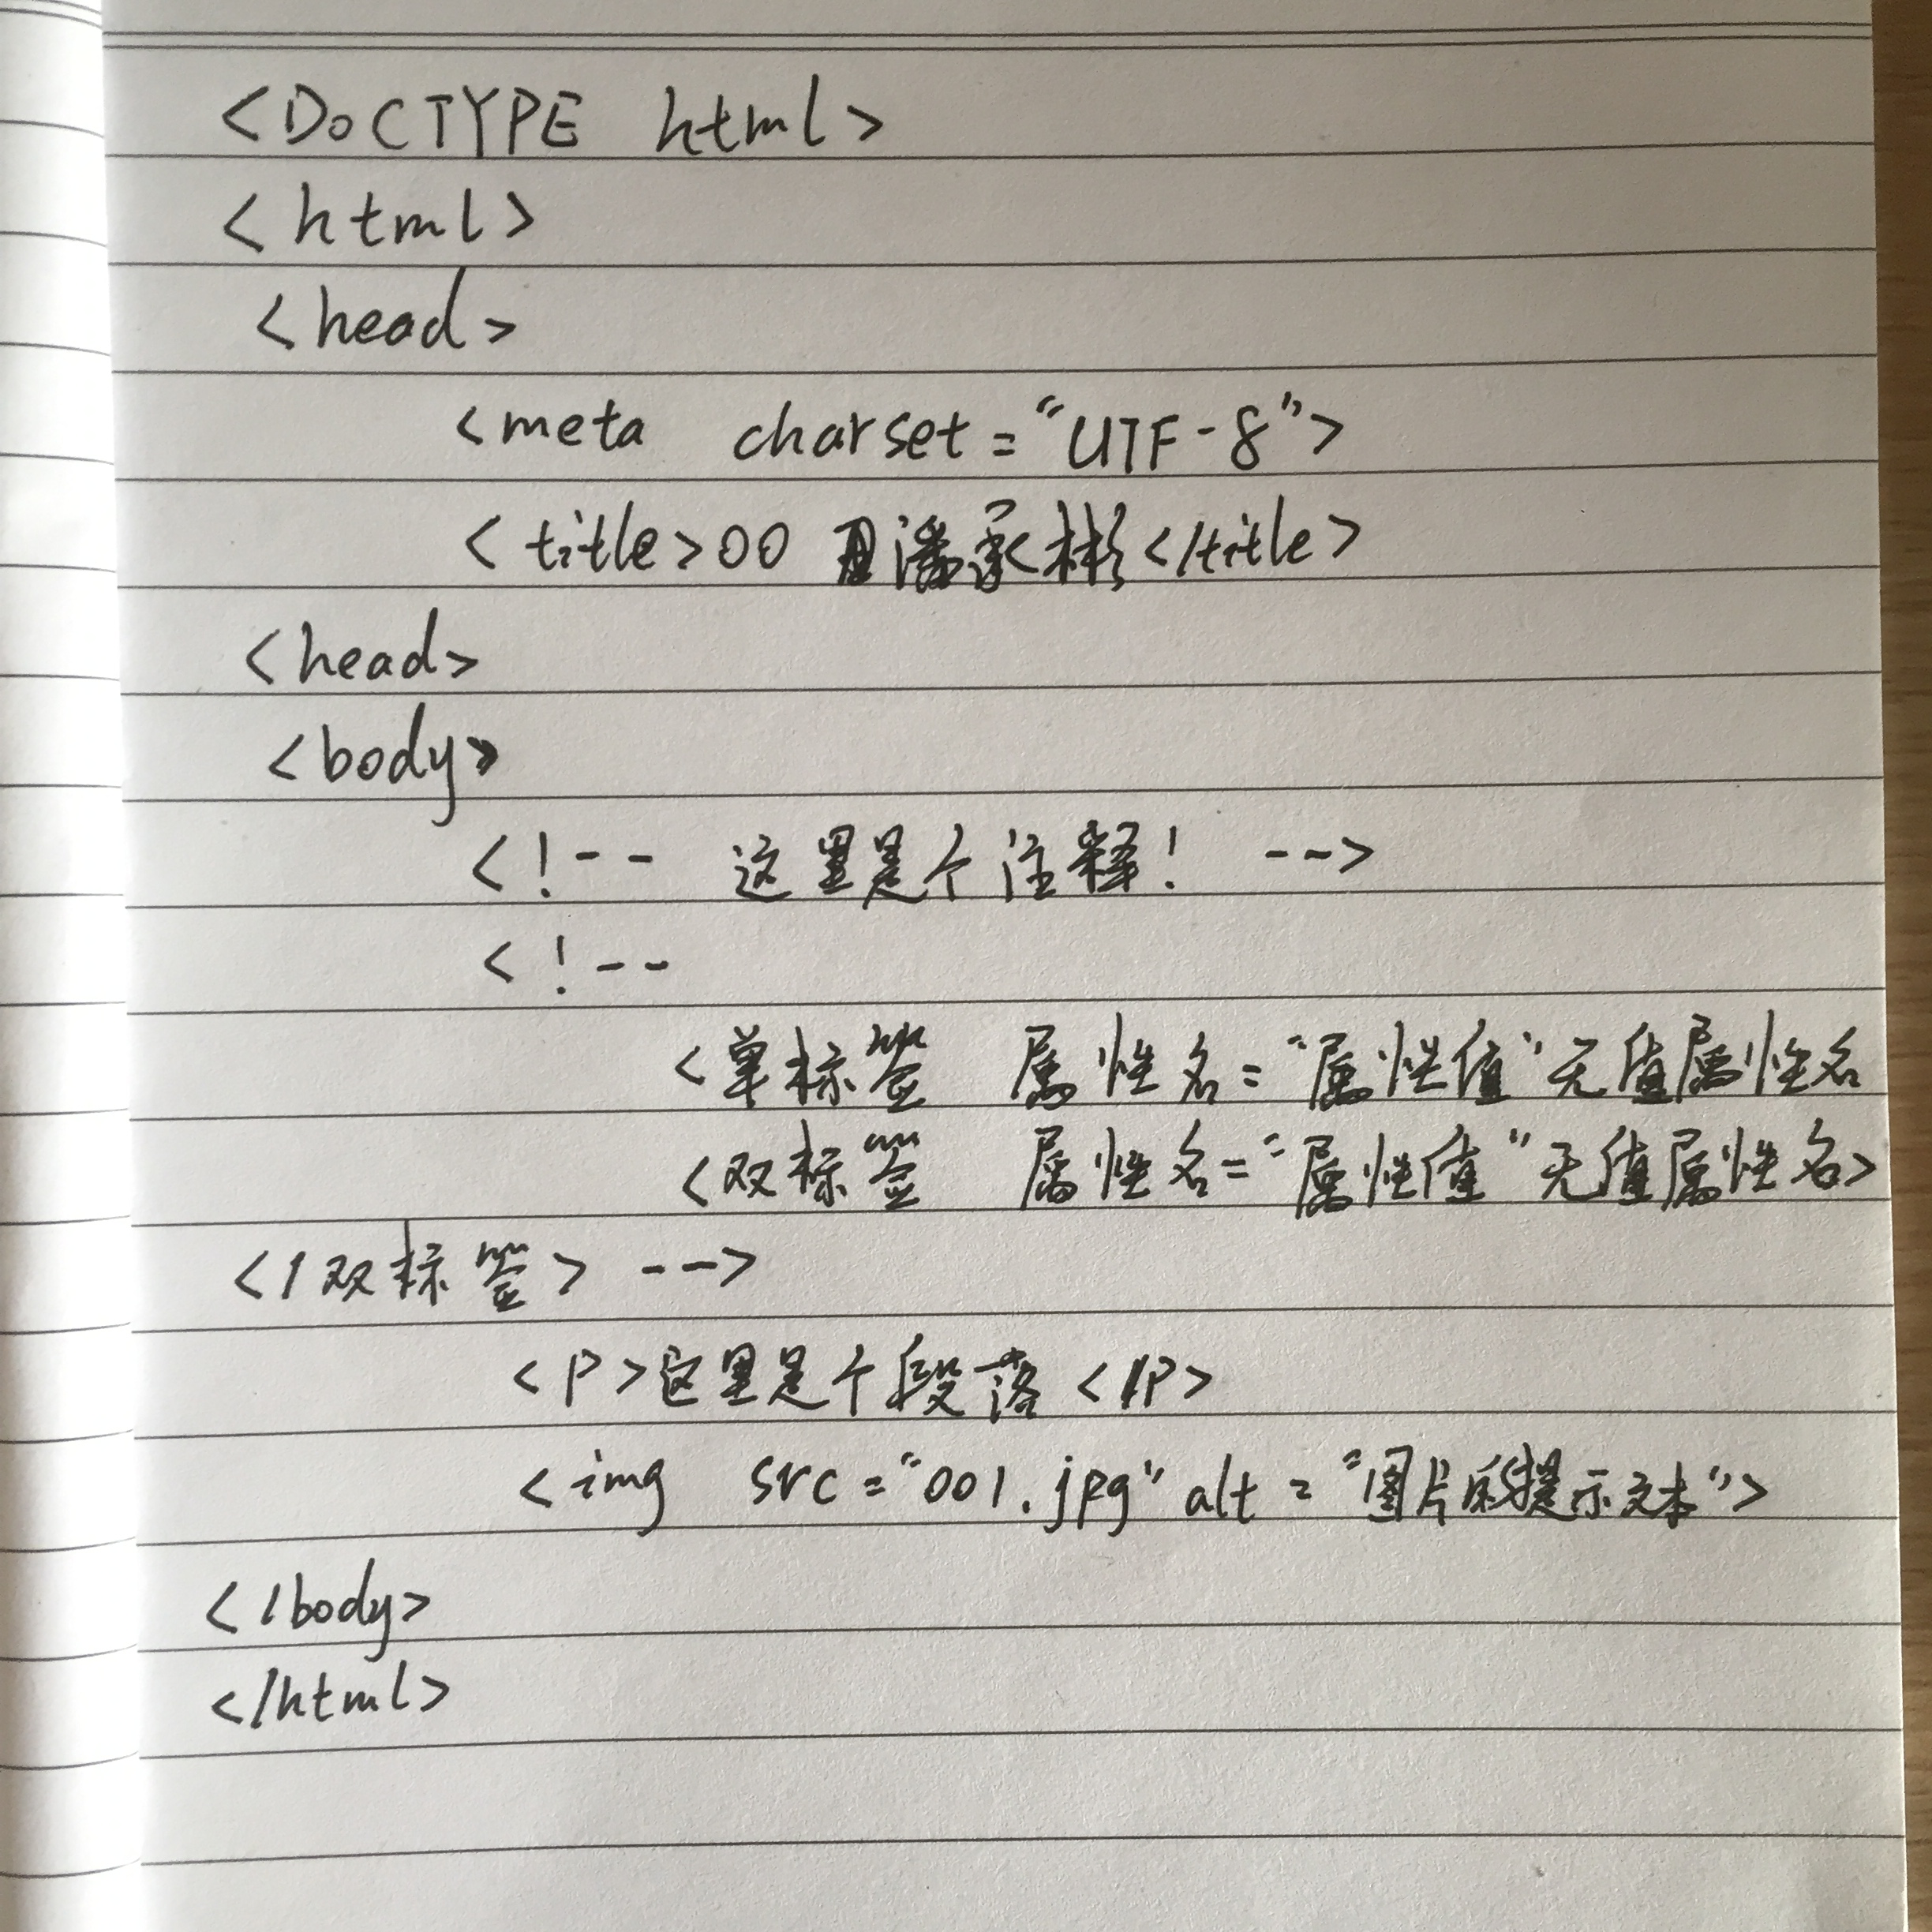 <DOCTYPE html>
<html>
<head>
<meta charset="UTF-8">
<title>00 潘承彬</title>
<head>
<body>
<!-- 这里是个注释! -->
<!--
<单标签 属性名="属性值"无值属性名
<双标签 属性名="属性值"无值属性名>
</双标签> -->
<P>这里是个段落</P>
<img src="001.jpg" alt="图片的提示文本">
</body>
</html>